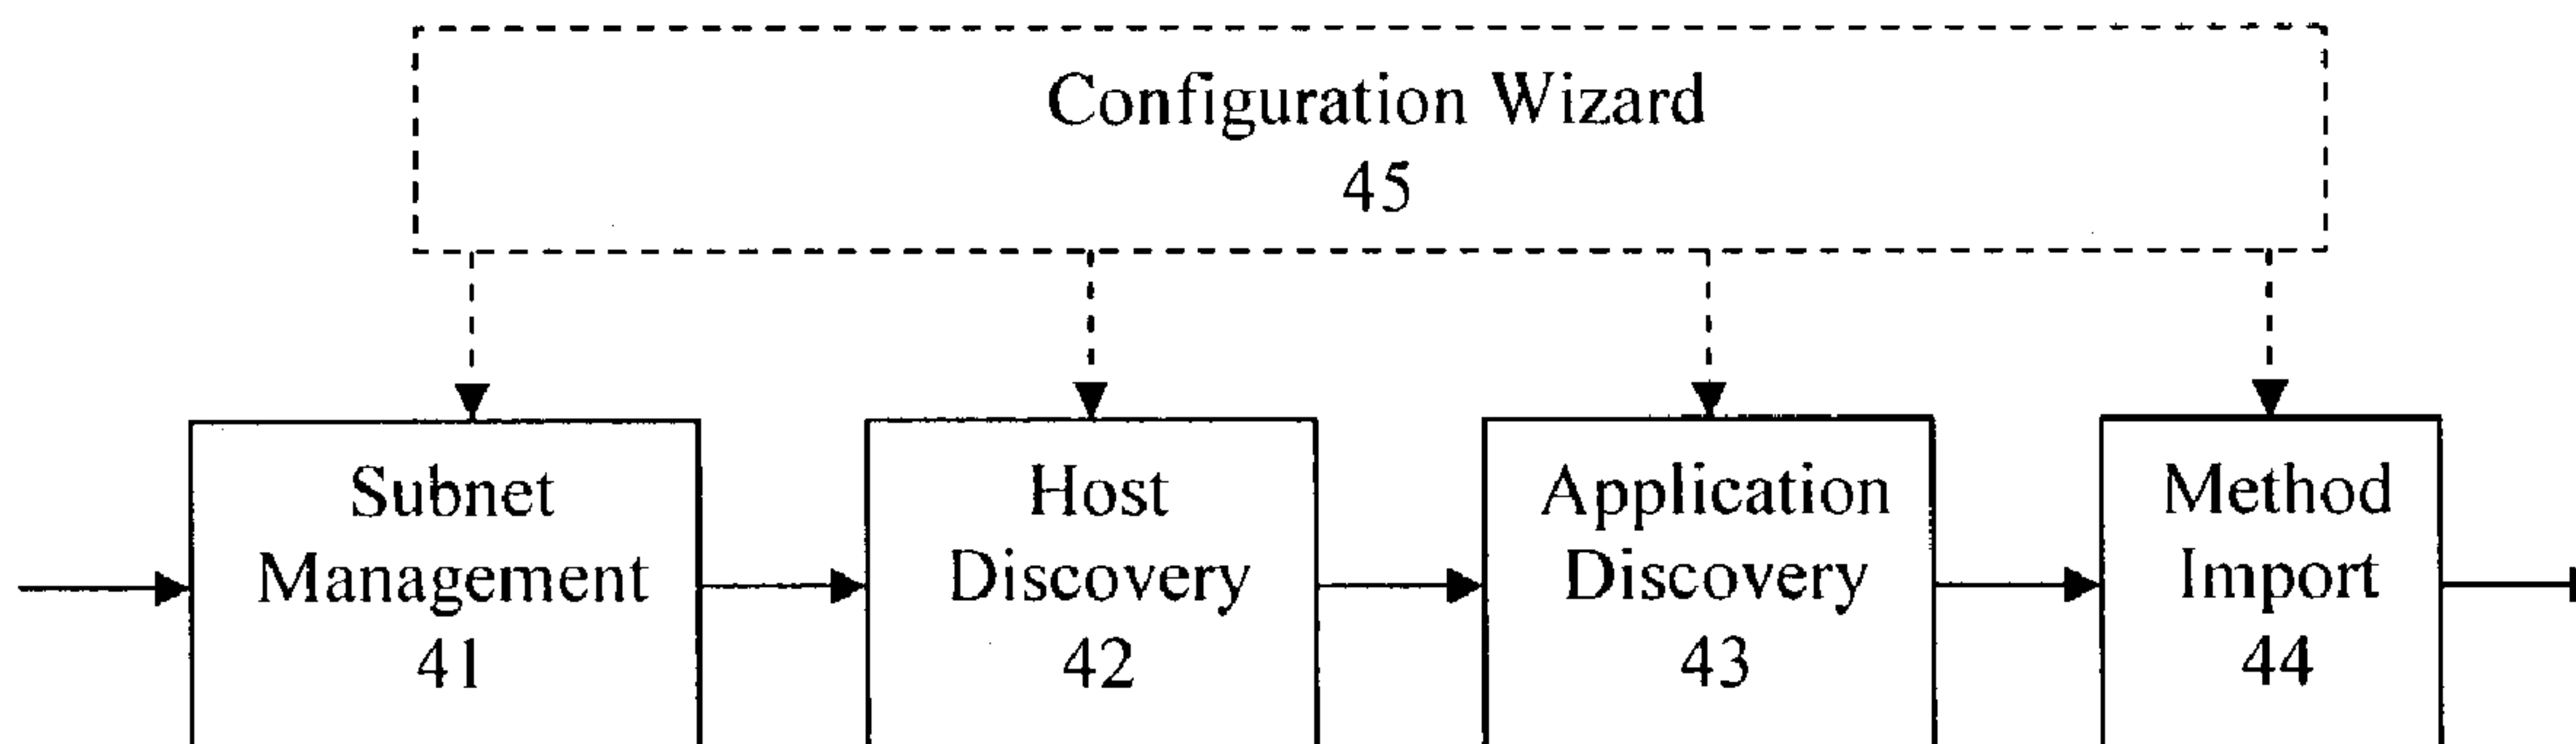 Configuration Wizard
45
Subnet
Management
41
Host
Discovery
42
Application
Discovery
43
Method
Import
44